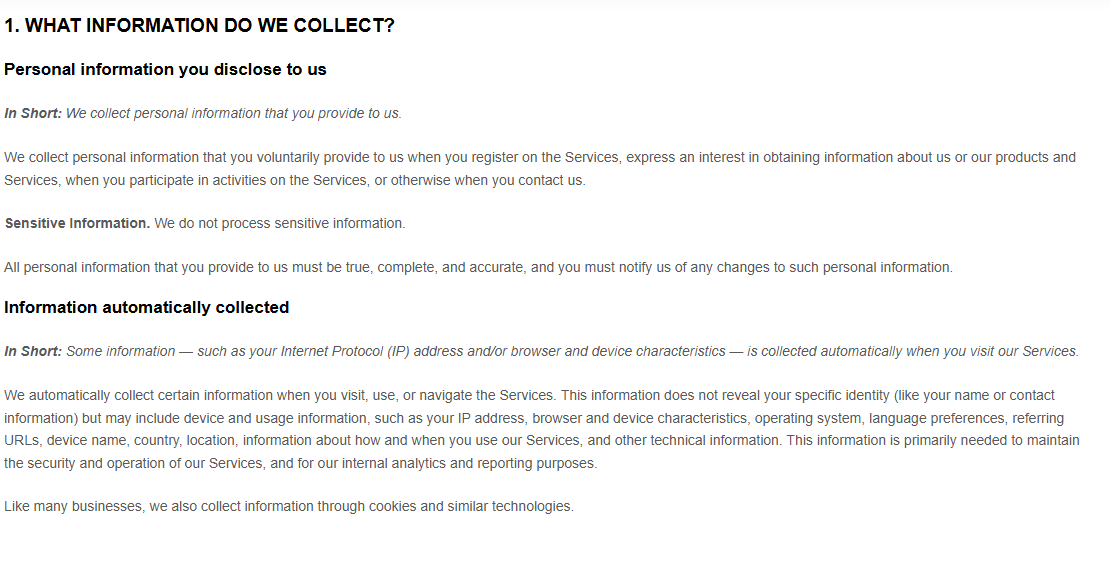 1. WHAT INFORMATION DO WE COLLECT?
Personal information you disclose to us
In Short: We collect personal information that you provide to us.
We collect personal information that you voluntarily provide to us when you register on the Services, express an interest in obtaining information about us or our products and
Services, when you participate in activities on the Services, or otherwise when you contact us.
Sensitive Information. We do not process sensitive information.
All personal information that you provide to us must be true, complete, and accurate, and you must notify us of any changes to such personal information.
Information automatically collected
In Short: Some information — such as your Internet Protocol (IP) address and/or browser and device characteristics — is collected automatically when you visit our Services.
We automatically collect certain information when you visit, use, or navigate the Services. This information does not reveal your specific identity (like your name or contact
information) but may include device and usage information, such as your IP address, browser and device characteristics, operating system, language preferences, referring
URLs, device name, country, location, information about how and when you use our Services, and other technical information. This information is primarily needed to maintain
the security and operation of our Services, and for our internal analytics and reporting purposes.
Like many businesses, we also collect information through cookies and similar technologies.